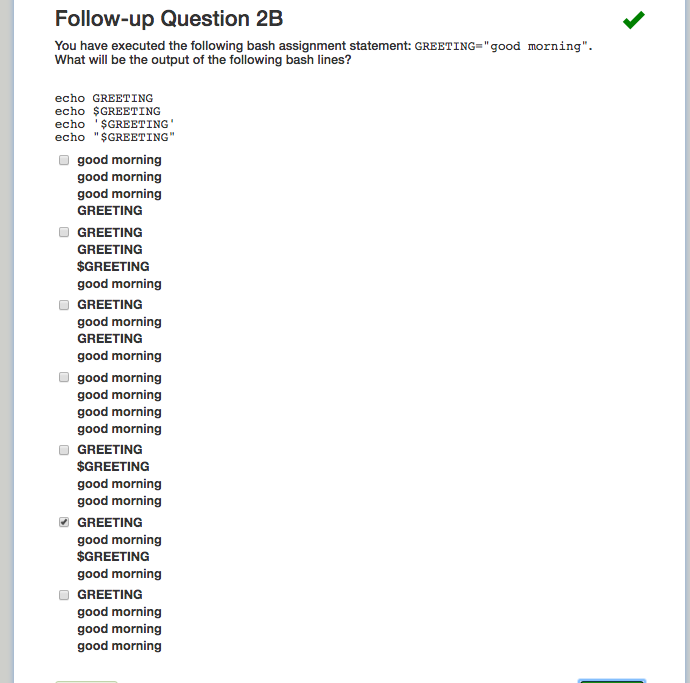 Follow-up Question 2B
You have executed the following bash assignment statement: GREETING="good morning".
What will be the output of the following bash lines?
echo GREETING
echo $GREETING
echo '$GREETING'
echo "$GREETING"
good morning
good morning
good morning
GREETING
GREETING
GREETING
$GREETING
good morning
GREETING
good morning
GREETING
good morning
good morning
good morning
good morning
good morning
GREETING
$GREETING
good morning
good morning
GREETING
good morning
$GREETING
good morning
GREETING
good morning
good morning
good morning